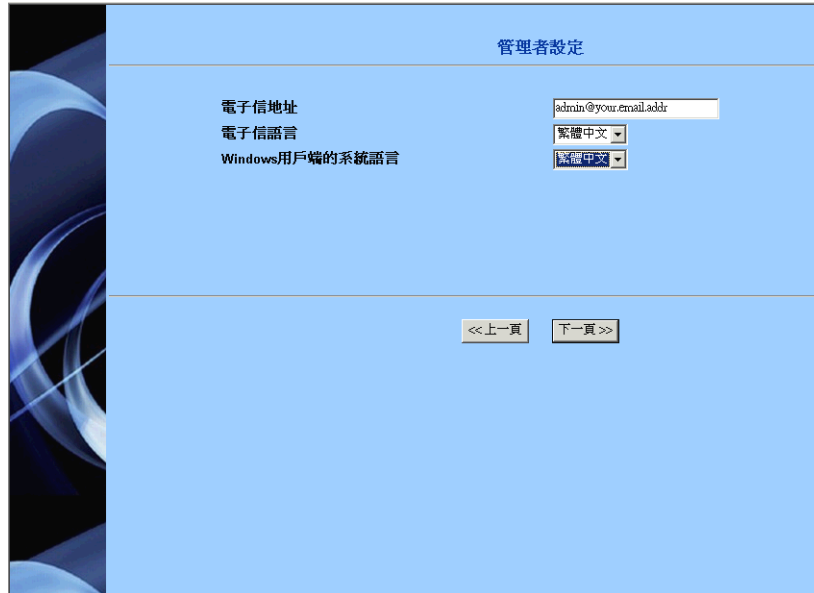 管理者設定
電子信地址 admin@your.email.addr
電子信語言 繁體中文
Windows用戶端的系統語言 繁體中文
<<上一頁 下一頁>>